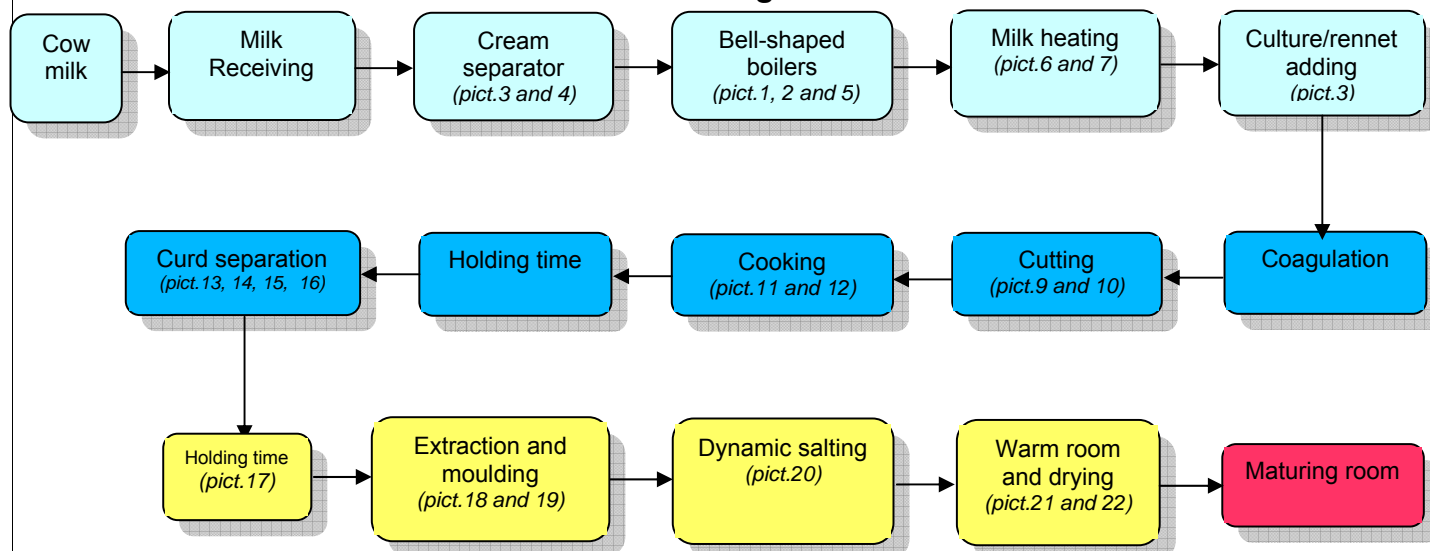 Cow
milk
Milk
Receiving
Cream
separator
(pict.3 and 4)
Bell-shaped
boilers
(pict.1, 2 and 5)
Milk heating
(pict.6 and 7)
Culture/rennet
adding
(pict.3)
Curd separation
(pict.13, 14, 15, 16)
Holding time
Cooking
(pict.11 and 12)
Cutting
(pict.9 and 10)
Coagulation
Holding time
(pict.17)
Extraction and
moulding
(pict.18 and 19)
Dynamic salting
(pict.20)
Warm room
and drying
(pict.21 and 22)
Maturing room